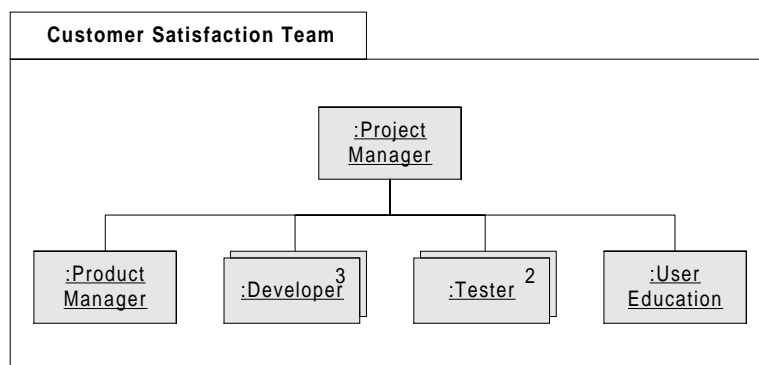 Customer Satisfaction Team
:Project
Manager
:Product
Manager
3
:Developer
2
:Tester
:User
Education